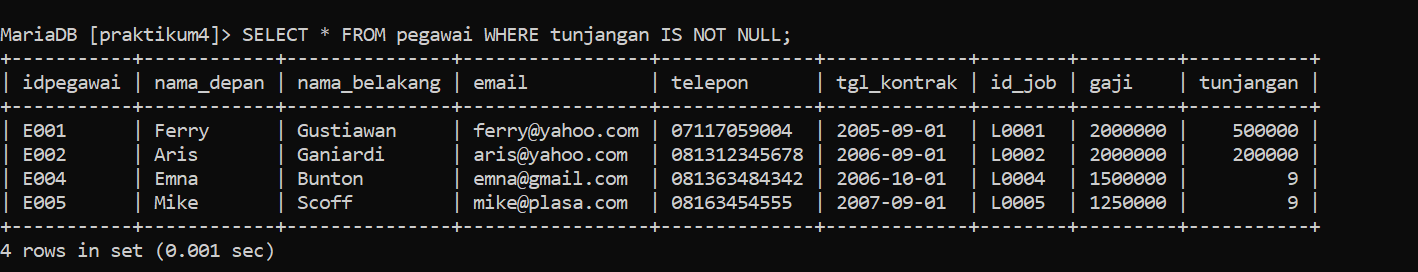 MariaDB [praktikum4]> SELECT * FROM pegawai WHERE tunjangan IS NOT NULL;
+-----------+------------+---------------+-----------------+--------------+-------------+--------+---------+-----------+
| idpegawai | nama_depan | nama_belakang | email           | telepon      | tgl_kontrak | id_job | gaji    | tunjangan |
+-----------+------------+---------------+-----------------+--------------+-------------+--------+---------+-----------+
| E001      | Ferry      | Gustiawan     | ferry@yahoo.com | 07117059004  | 2005-09-01  | L0001  | 2000000 |    500000 |
| E002      | Aris       | Ganiardi      | aris@yahoo.com  | 081312345678 | 2006-09-01  | L0002  | 2000000 |    200000 |
| E004      | Emna       | Bunton        | emna@gmail.com  | 081363484342 | 2006-10-01  | L0004  | 1500000 |         9 |
| E005      | Mike       | Scoff         | mike@plasa.com  | 08163454555  | 2007-09-01  | L0005  | 1250000 |         9 |
+-----------+------------+---------------+-----------------+--------------+-------------+--------+---------+-----------+
4 rows in set (0.001 sec)